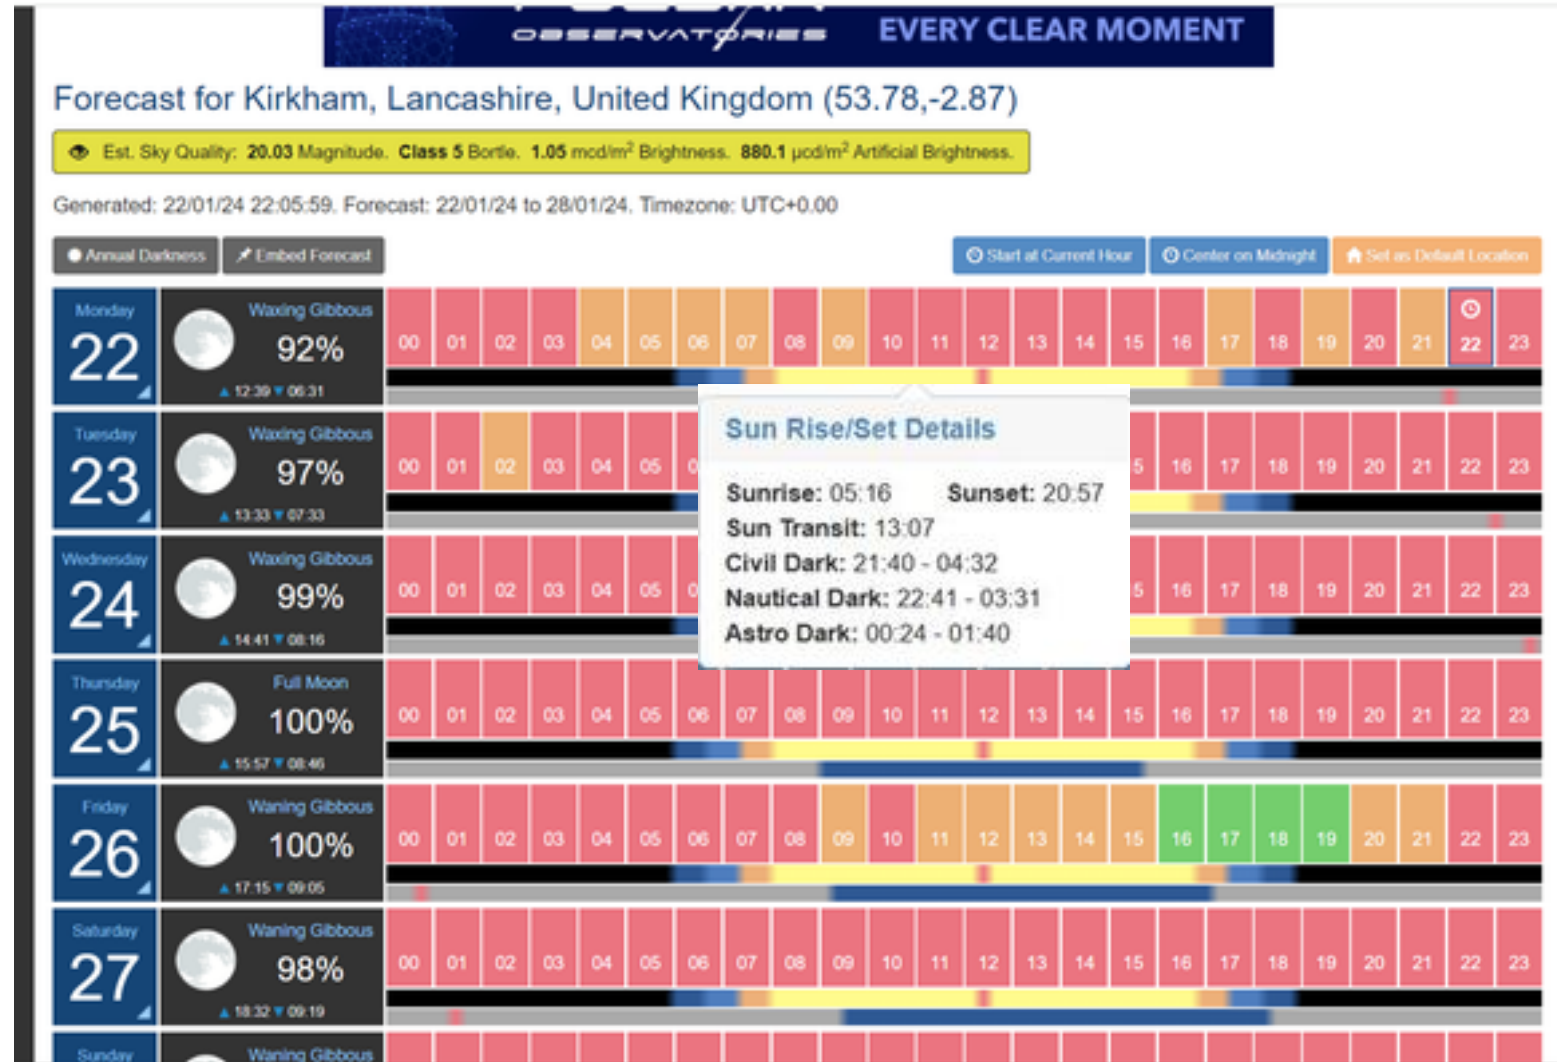 OBSERVATORIES EVERY CLEAR MOMENT
Forecast for Kirkham, Lancashire, United Kingdom (53.78,-2.87)
Est. Sky Quality: 20.03 Magnitude. Class 5 Bortle. 1.05 mcd/m² Brightness. 880.1 µcd/m² Artificial Brightness.
Generated: 22/01/24 22:05:59. Forecast: 22/01/24 to 28/01/24. Timezone: UTC+0.00
Annual Darkness Embed Forecast Start at Current Hour Center on Midnight Set as Default Location
Monday Waxing Gibbous
22 92% 00 01 02 03 04 05 06 07 08 09 10 11 12 13 14 15 16 17 18 19 20 21 22 23
▲ 12:39 ▼ 06:31
Tuesday Waxing Gibbous
23 97% 00 01 02 03 04 05 0 5 16 17 18 19 20 21 22 23
▲ 13:33 ▼ 07:33
Wednesday Waxing Gibbous
24 99% 00 01 02 03 04 05 0 5 16 17 18 19 20 21 22 23
▲ 14:41 ▼ 08:16
Sun Rise/Set Details
Sunrise: 05:16 Sunset: 20:57
Sun Transit: 13:07
Civil Dark: 21:40 - 04:32
Nautical Dark: 22:41 - 03:31
Astro Dark: 00:24 - 01:40
Thursday Full Moon
25 100% 00 01 02 03 04 05 06 07 08 09 10 11 12 13 14 15 16 17 18 19 20 21 22 23
▲ 15:57 ▼ 08:46
Friday Waning Gibbous
26 100% 00 01 02 03 04 05 06 07 08 09 10 11 12 13 14 15 16 17 18 19 20 21 22 23
▲ 17:15 ▼ 09:05
Saturday Waning Gibbous
27 98% 00 01 02 03 04 05 06 07 08 09 10 11 12 13 14 15 16 17 18 19 20 21 22 23
▲ 18:32 ▼ 09:19
Sunday Waning Gibbous